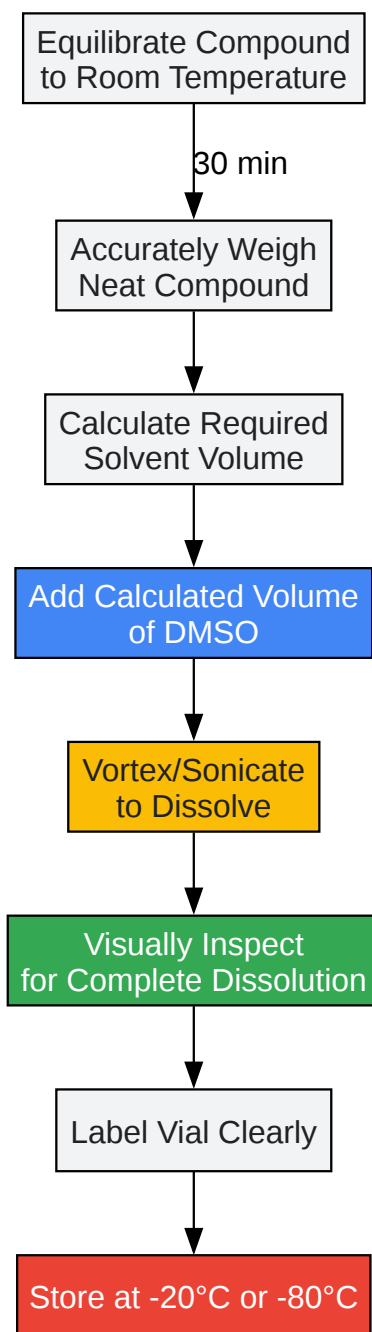 Equilibrate Compound
to Room Temperature
30 min
Accurately Weigh
Neat Compound
Calculate Required
Solvent Volume
Add Calculated Volume
of DMSO
Vortex/Sonicate
to Dissolve
Visually Inspect
for Complete Dissolution
Label Vial Clearly
Store at -20°C or -80°C